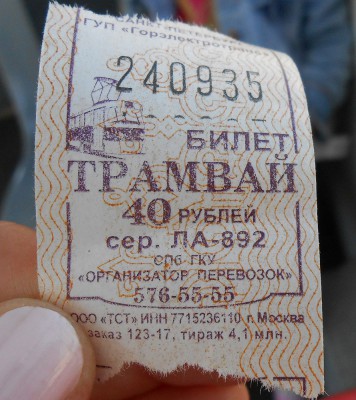 ГУП «Горэлектротранс»
240935
БИЛЕТ
ТРАМВАЙ
40 РУБЛЕЙ
сер. ЛА-892
СПб ГКУ
«ОРГАНИЗАТОР ПЕРЕВОЗОК»
576-55-55
ООО «ТСТ» ИНН 7715236110 г. Москва
заказ 123-17, тираж 4,1 млн.